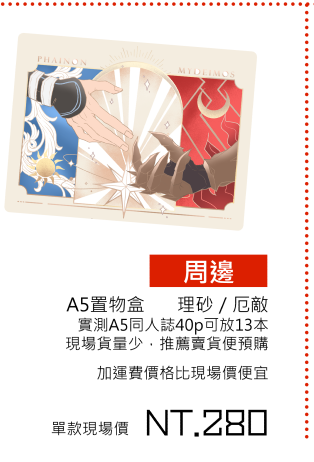 PHAINON
MYDEIMOS
周邊
A5置物盒 理砂 / 厄敵
實測A5同人誌40p可放13本
現場貨量少，推薦賣貨便預購
加運費價格比現場價便宜
單款現場價 NT.280